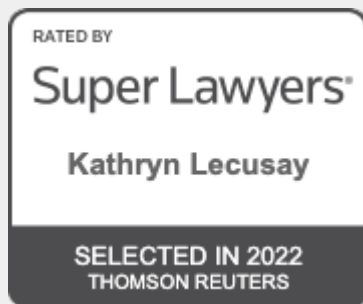 RATED BY
Super Lawyers®
Kathryn Lecusay
SELECTED IN 2022
THOMSON REUTERS